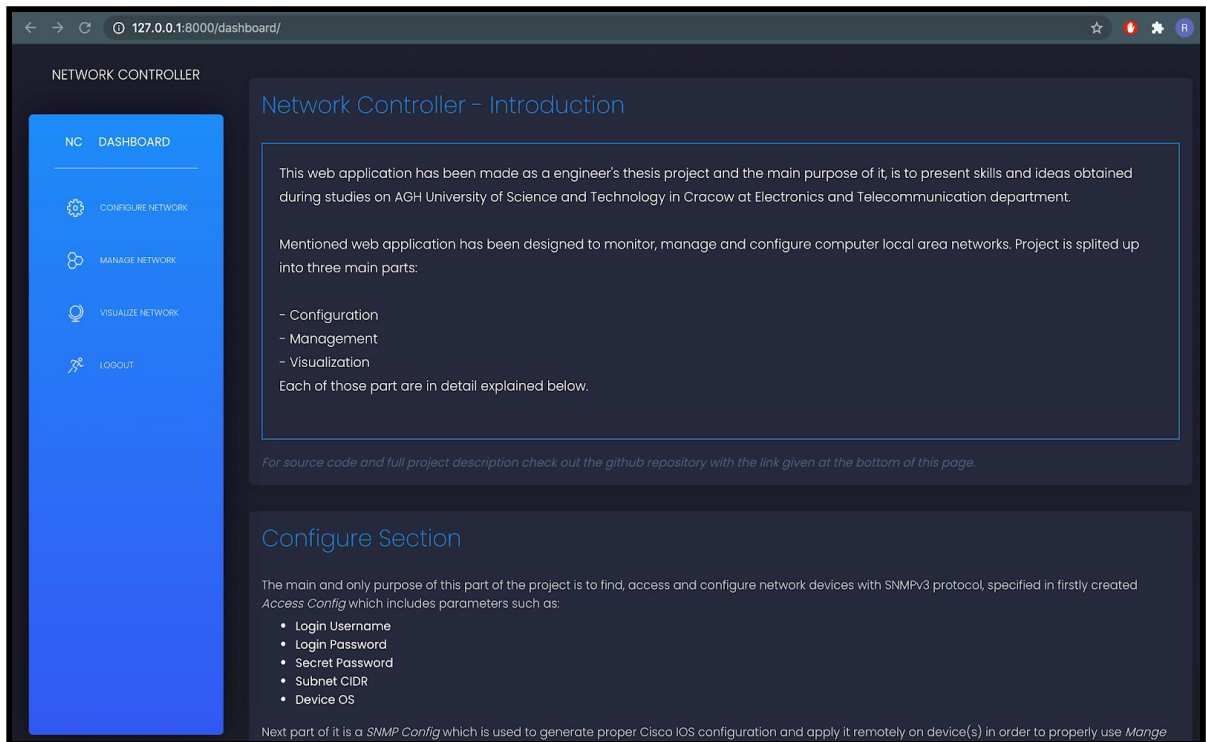 127.0.0.1:8000/dashboard/
R
NETWORK CONTROLLER
NC DASHBOARD
CONFIGURE NETWORK
MANAGE NETWORK
VISUALIZE NETWORK
LOGOUT
Network Controller - Introduction
This web application has been made as a engineer's thesis project and the main purpose of it, is to present skills and ideas obtained
during studies on AGH University of Science and Technology in Cracow at Electronics and Telecommunication department.
Mentioned web application has been designed to monitor, manage and configure computer local area networks. Project is splited up
into three main parts:
- Configuration
- Management
- Visualization
Each of those part are in detail explained below.
For source code and full project description check out the github repository with the link given at the bottom of this page.
Configure Section
The main and only purpose of this part of the project is to find, access and configure network devices with SNMPv3 protocol, specified in firstly created
Access Config which includes parameters such as:
• Login Username
• Login Password
• Secret Password
• Subnet CIDR
• Device OS
Next part of it is a SNMP Config which is used to generate proper Cisco IOS configuration and apply it remotely on device(s) in order to properly use Mange